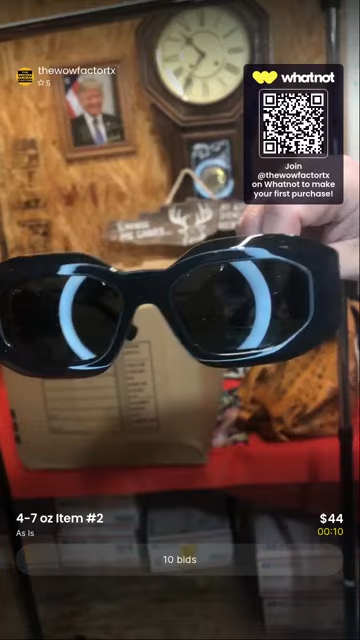 thewowfactortx
☆5
whatnot
Join
@thewowfactortx
on Whatnot to make
your first purchase!
4-7 oz Item #2
$44
As Is
00:10
10 bids